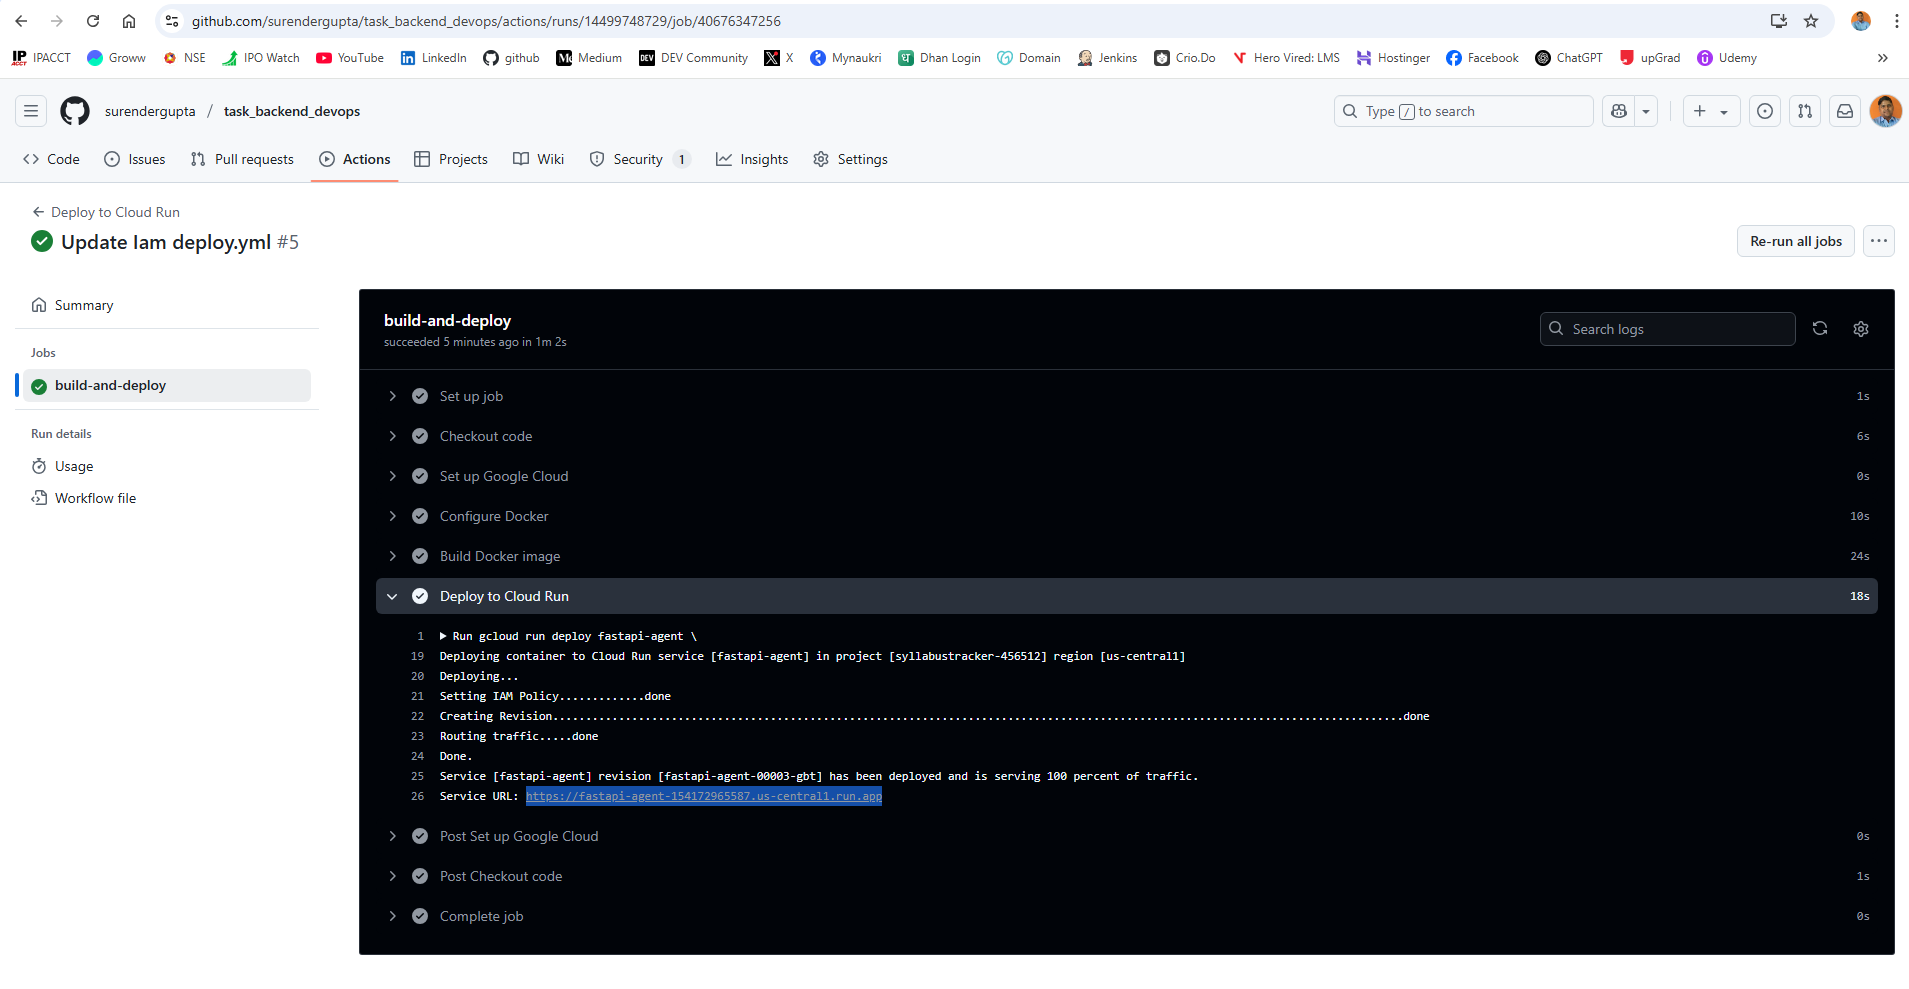 github.com/surendergupta/task_backend_devops/actions/runs/14499748729/job/40676347256
IPACCT Groww NSE IPO Watch YouTube LinkedIn github Medium DEV Community X Mynaukri Dhan Login Domain Jenkins Crio.Do Hero Vired: LMS Hostinger Facebook ChatGPT upGrad Udemy »
surendergupta / task_backend_devops Type / to search
Code Issues Pull requests Actions Projects Wiki Security 1 Insights Settings
Deploy to Cloud Run
Update Iam deploy.yml #5
Re-run all jobs
Summary
Jobs
build-and-deploy
Run details
Usage
Workflow file
build-and-deploy
succeeded 5 minutes ago in 1m 2s
Search logs
Set up job 1s
Checkout code 6s
Set up Google Cloud 0s
Configure Docker 10s
Build Docker image 24s
Deploy to Cloud Run 18s
1 Run gcloud run deploy fastapi-agent \
19 Deploying container to Cloud Run service [fastapi-agent] in project [syllabustracker-456512] region [us-central1]
20 Deploying...
21 Setting IAM Policy.............done
22 Creating Revision.................................................................................................................................done
23 Routing traffic.....done
24 Done.
25 Service [fastapi-agent] revision [fastapi-agent-00003-gbt] has been deployed and is serving 100 percent of traffic.
26 Service URL: https://fastapi-agent-154172965587.us-central1.run.app
Post Set up Google Cloud 0s
Post Checkout code 1s
Complete job 0s